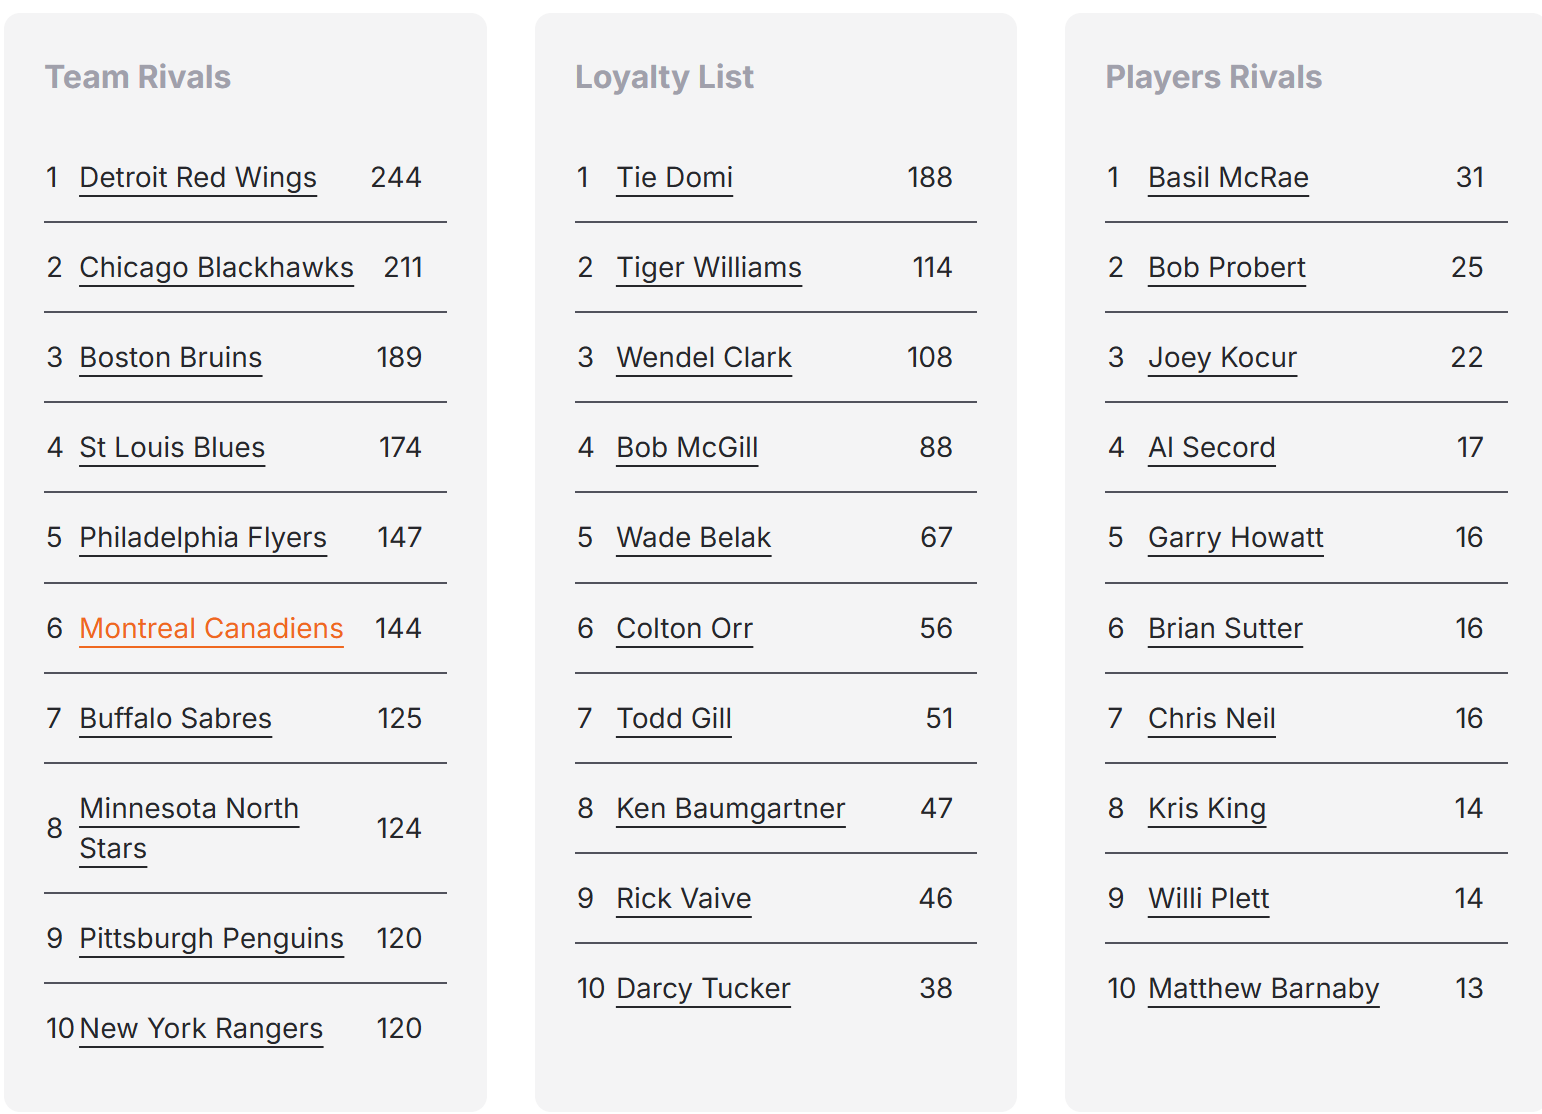 Team Rivals
1 Detroit Red Wings 244
2 Chicago Blackhawks 211
3 Boston Bruins 189
4 St Louis Blues 174
5 Philadelphia Flyers 147
6 Montreal Canadiens 144
7 Buffalo Sabres 125
8 Minnesota North
Stars 124
9 Pittsburgh Penguins 120
10 New York Rangers 120
Loyalty List
1 Tie Domi 188
2 Tiger Williams 114
3 Wendel Clark 108
4 Bob McGill 88
5 Wade Belak 67
6 Colton Orr 56
7 Todd Gill 51
8 Ken Baumgartner 47
9 Rick Vaive 46
10 Darcy Tucker 38
Players Rivals
1 Basil McRae 31
2 Bob Probert 25
3 Joey Kocur 22
4 Al Secord 17
5 Garry Howatt 16
6 Brian Sutter 16
7 Chris Neil 16
8 Kris King 14
9 Willi Plett 14
10 Matthew Barnaby 13